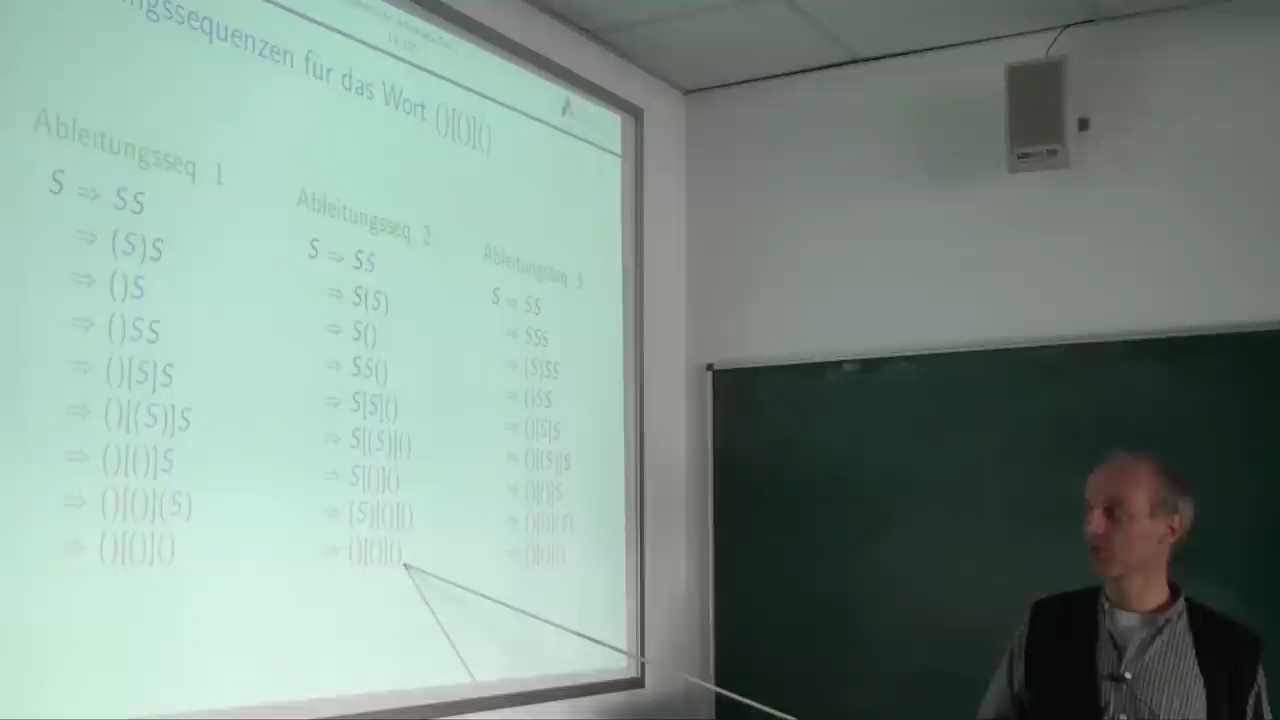 ngssequenzen für das Wort ()[()]()
Ableitungsseq. 1
S ⇒ SS
⇒ (S)S
⇒ ()S
⇒ ()SS
⇒ ()[S]S
⇒ ()[(S)]S
⇒ ()[()]S
⇒ ()[()](S)
⇒ ()[()]()
Ableitungsseq. 2
S ⇒ SS
⇒ S(S)
⇒ S()
⇒ SS()
⇒ S[S]()
⇒ S[(S)]()
⇒ S[()]()
⇒ (S)[()]()
⇒ ()[()]()
Ableitungsseq. 3
S ⇒ SS
⇒ SSS
⇒ (S)SS
⇒ ()SS
⇒ ()[S]S
⇒ ()[(S)]S
⇒ ()[()]S
⇒ ()[()](S)
⇒ ()[()]()